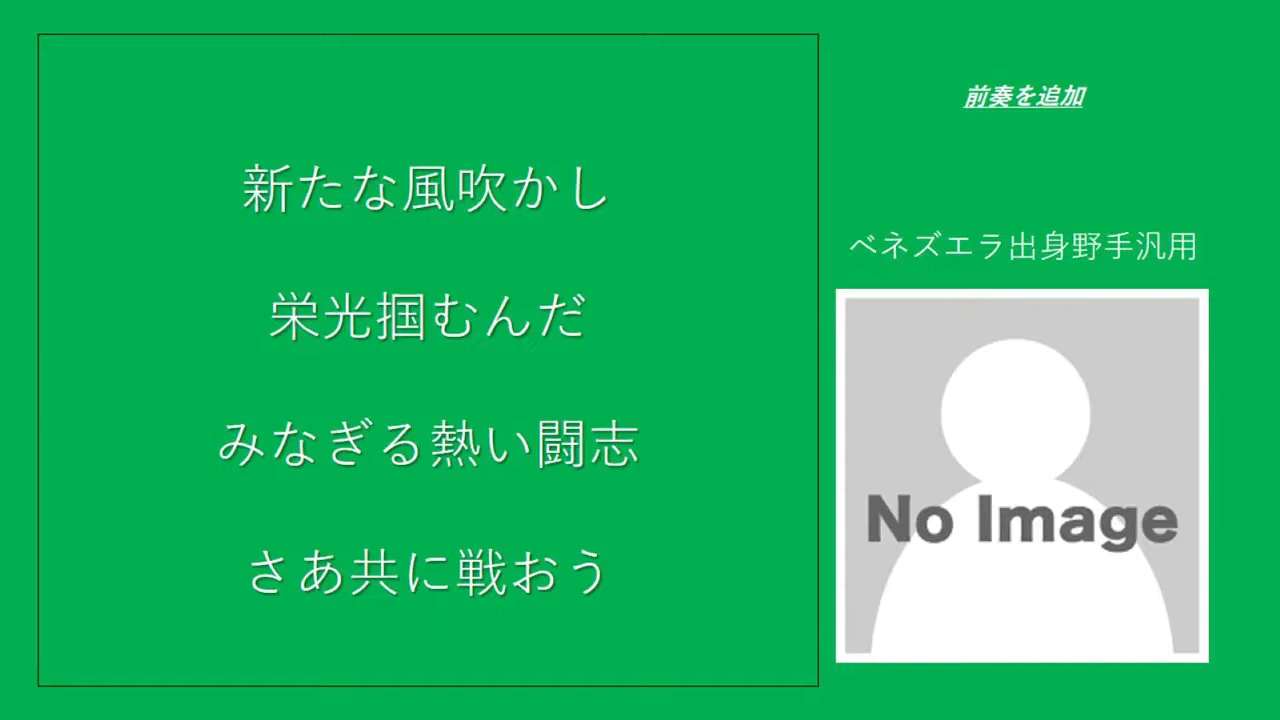 新たな風吹かし
栄光掴むんだ
みなぎる熱い闘志
さあ共に戦おう
前奏を追加
ベネズエラ出身野手汎用
No Image